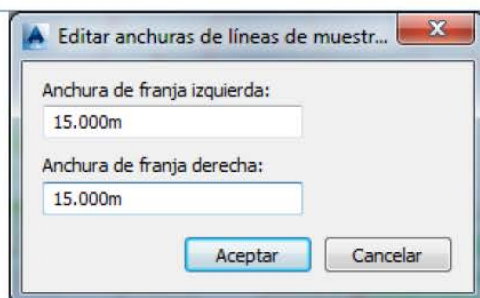 Editar anchuras de líneas de muestr...
Anchura de franja izquierda:
15.000m
Anchura de franja derecha:
15.000m
Aceptar Cancelar